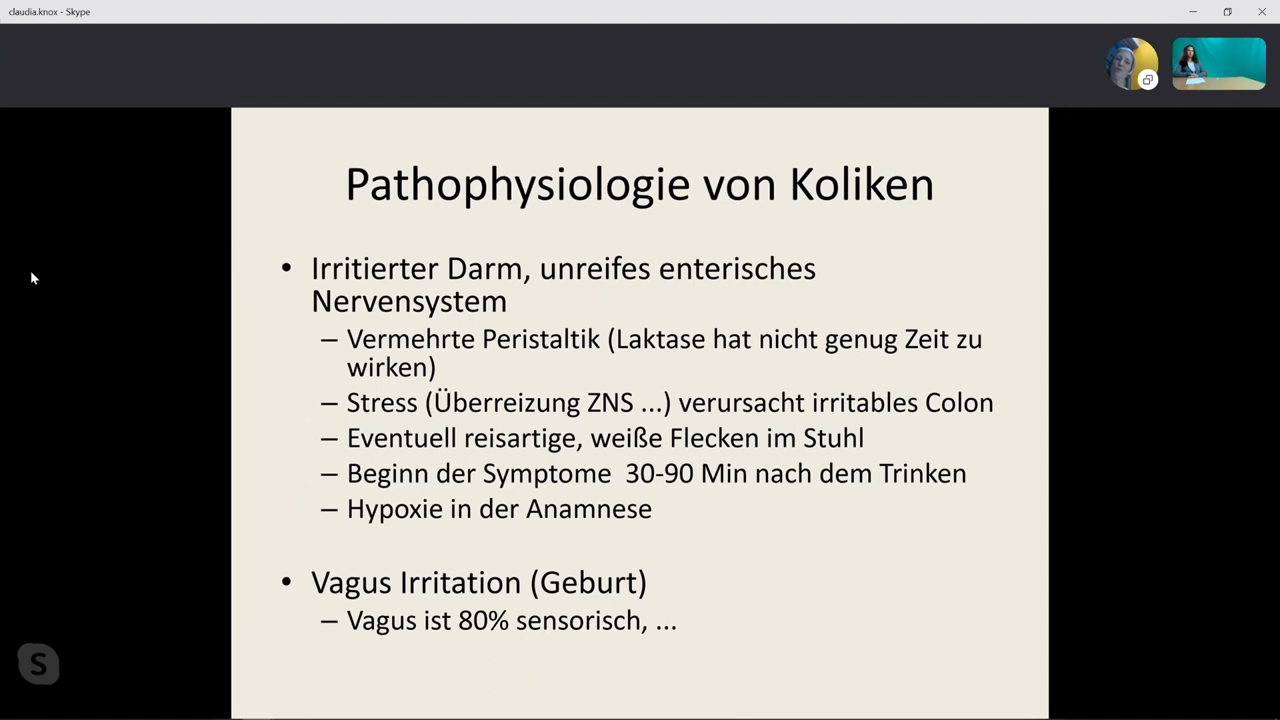 claudia.knox - Skype
Pathophysiologie von Koliken
• Irritierter Darm, unreifes enterisches
Nervensystem
– Vermehrte Peristaltik (Laktase hat nicht genug Zeit zu
wirken)
– Stress (Überreizung ZNS ...) verursacht irritables Colon
– Eventuell reisartige, weiße Flecken im Stuhl
– Beginn der Symptome  30-90 Min nach dem Trinken
– Hypoxie in der Anamnese
• Vagus Irritation (Geburt)
– Vagus ist 80% sensorisch, ...
S